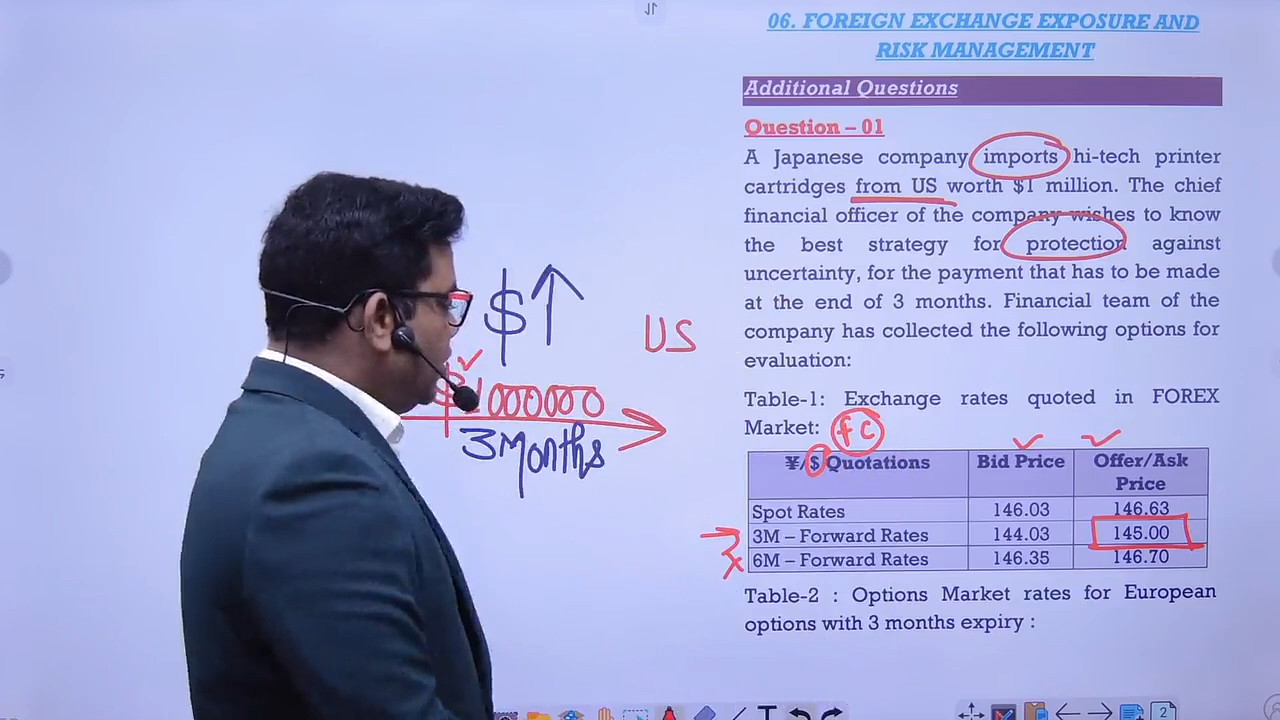 06. FOREIGN EXCHANGE EXPOSURE AND
RISK MANAGEMENT
Additional Questions
Question – 01
A Japanese company imports hi-tech printer
cartridges from US worth $1 million. The chief
financial officer of the company wishes to know
the best strategy for protection against
uncertainty, for the payment that has to be made
at the end of 3 months. Financial team of the
company has collected the following options for
evaluation:
Table-1: Exchange rates quoted in FOREX
Market: fc
¥/$ Quotations Bid Price Offer/Ask Price
Spot Rates 146.03 146.63
3M – Forward Rates 144.03 145.00
6M – Forward Rates 146.35 146.70
Table-2 : Options Market rates for European
options with 3 months expiry :
$
US
$1000000
3 Months
2